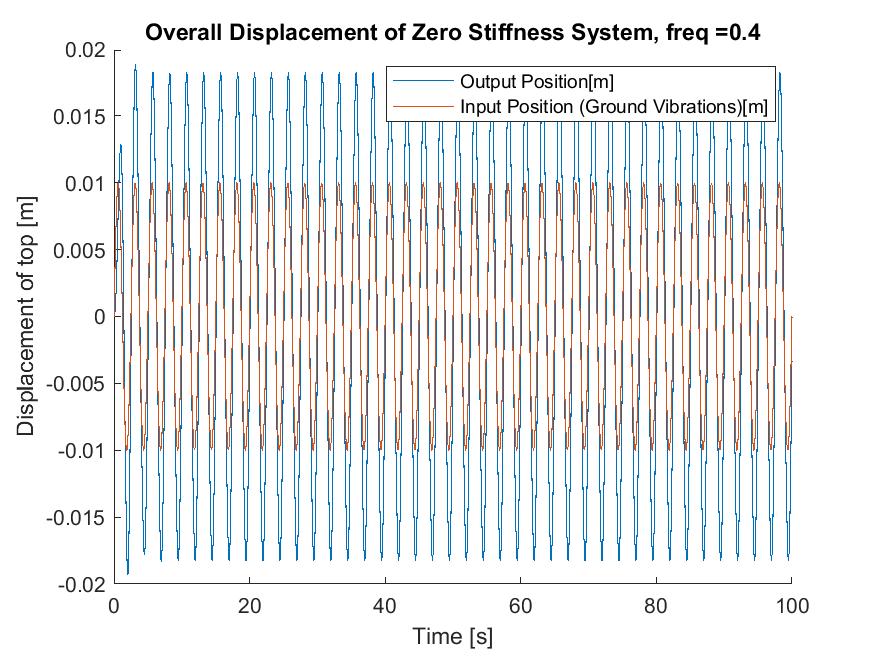 Overall Displacement of Zero Stiffness System, freq =0.4
0.02
0.015
0.01
0.005
0
-0.005
-0.01
-0.015
-0.02
Displacement of top [m]
Output Position[m]
Input Position (Ground Vibrations)[m]
0 20 40 60 80 100
Time [s]